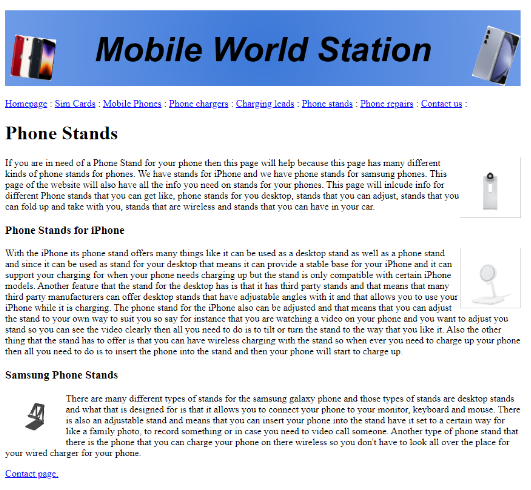 Mobile World Station
Homepage : Sim Cards : Mobile Phones : Phone chargers : Charging leads : Phone stands : Phone repairs : Contact us :
Phone Stands
If you are in need of a Phone Stand for your phone then this page will help because this page has many different
kinds of phone stands for phones. We have stands for iPhone and we have phone stands for samsung phones. This
page of the website will also have all the info you need on stands for your phones. This page will inlcude info for
different Phone stands that you can get like, phone stands for you desktop, stands that you can adjust, stands that you
can fold up and take with you, stands that are wireless and stands that you can have in your car.
Phone Stands for iPhone
With the iPhone its phone stand offers many things like it can be used as a desktop stand as well as a phone stand
and since it can be used as stand for your desktop that means it can provide a stable base for your iPhone and it can
support your charging for when your phone needs charging up but the stand is only compatible with certain iPhone
models. Another feature that the stand for the desktop has is that it has third party stands and that means that many
third party manufacturers can offer desktop stands that have adjustable angles with it and that allows you to use your
iPhone while it is charging. The phone stand for the iPhone also can be adjusted and that means that you can adjust
the stand to your own way to suit you so say for instance that you are watching a video on your phone and you want to adjust you
stand so you can see the video clearly then all you need to do is to tilt or turn the stand to the way that you like it. Also the other
thing that the stand has to offer is that you can have wireless charging with the stand so when ever you need to charge up your phone
then all you need to do is to insert the phone into the stand and then your phone will start to charge up.
Samsung Phone Stands
There are many different types of stands for the samsung galaxy phone and those types of stands are desktop stands
and what that is designed for is that it allows you to connect your phone to your monitor, keyboard and mouse. There
is also an adjustable stand and means that you can insert your phone into the stand have it set to a certain way for
like a family photo, to record something or in case you need to video call someone. Another type of phone stand that
there is the phone that you can charge your phone on there wireless so you don't have to look all over the place for
your wired charger for your phone.
Contact page.